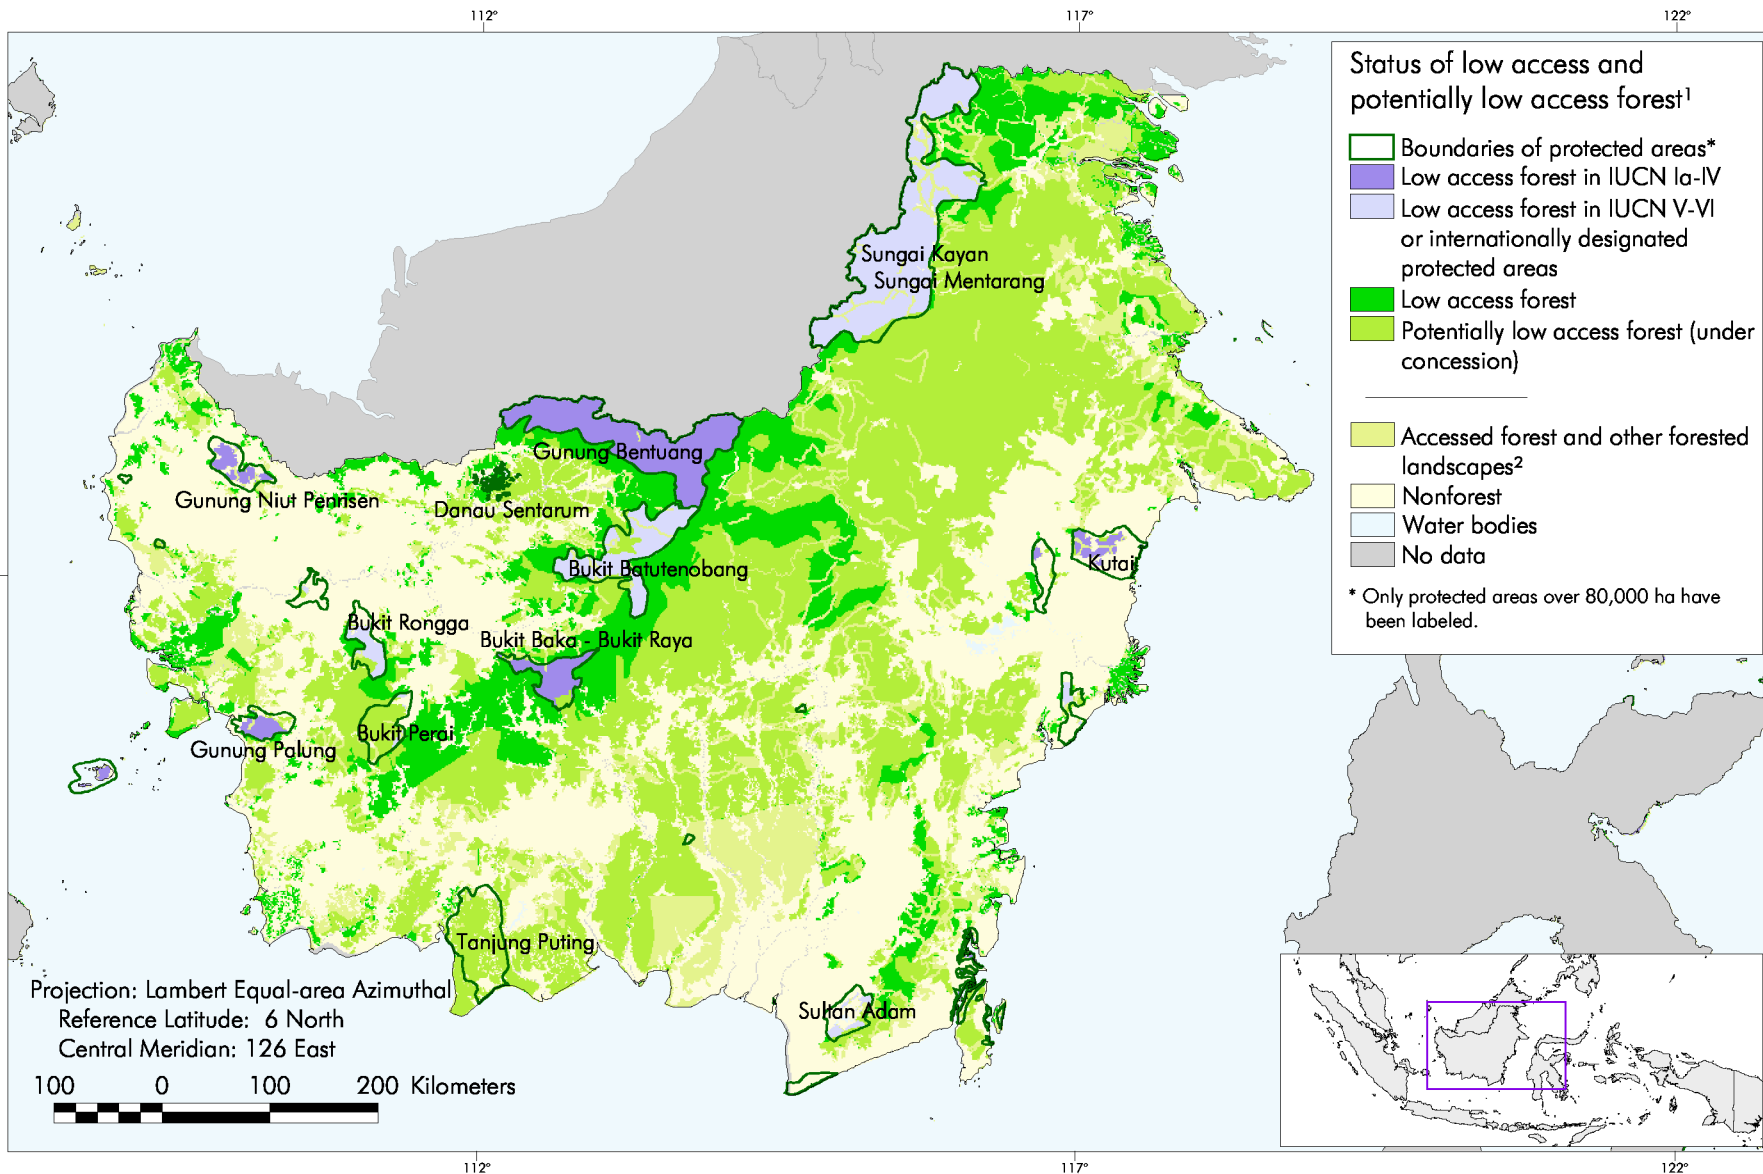 112°
117°
122°
Status of low access and
potentially low access forest¹
Boundaries of protected areas*
Low access forest in IUCN Ia-IV
Low access forest in IUCN V-VI
or internationally designated
protected areas
Low access forest
Potentially low access forest (under
concession)
Accessed forest and other forested
landscapes²
Nonforest
Water bodies
No data
* Only protected areas over 80,000 ha have
been labeled.
Sungai Kayan
Sungai Mentarang
Gunung Bentuang
Gunung Niut Penrisen
Danau Sentarum
Kutai
Bukit Batutenobang
Bukit Rongga
Bukit Baka - Bukit Raya
Bukit Perai
Gunung Palung
Tanjung Puting
Sultan Adam
Projection: Lambert Equal-area Azimuthal
Reference Latitude: 6 North
Central Meridian: 126 East
100 0 100 200 Kilometers
112°
117°
122°